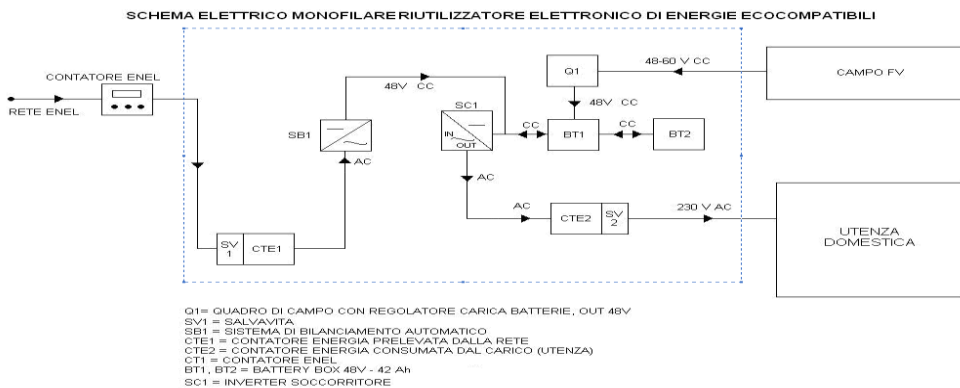 SCHEMA ELETTRICO MONOFILARE RIUTILIZZATORE ELETTRONICO DI ENERGIE ECOCOMPATIBILI
CONTATORE ENEL
RETE ENEL
48V CC
SB1
AC
SV
1
CTE1
SC1
IN
OUT
AC
Q1
48-60 V CC
CAMPO FV
48V CC
CC
BT1
CC
BT2
AC
CTE2
SV
2
230 V AC
UTENZA
DOMESTICA
Q1= QUADRO DI CAMPO CON REGOLATORE CARICA BATTERIE, OUT 48V
SV1 = SALVAVITA
SB1 = SISTEMA DI BILANCIAMENTO AUTOMATICO
CTE1 = CONTATORE ENERGIA PRELEVATA DALLA RETE
CTE2 = CONTATORE ENERGIA CONSUMATA DAL CARICO (UTENZA)
CT1 = CONTATORE ENEL
BT1, BT2 = BATTERY BOX 48V - 42 Ah
SC1 = INVERTER SOCCORRITORE